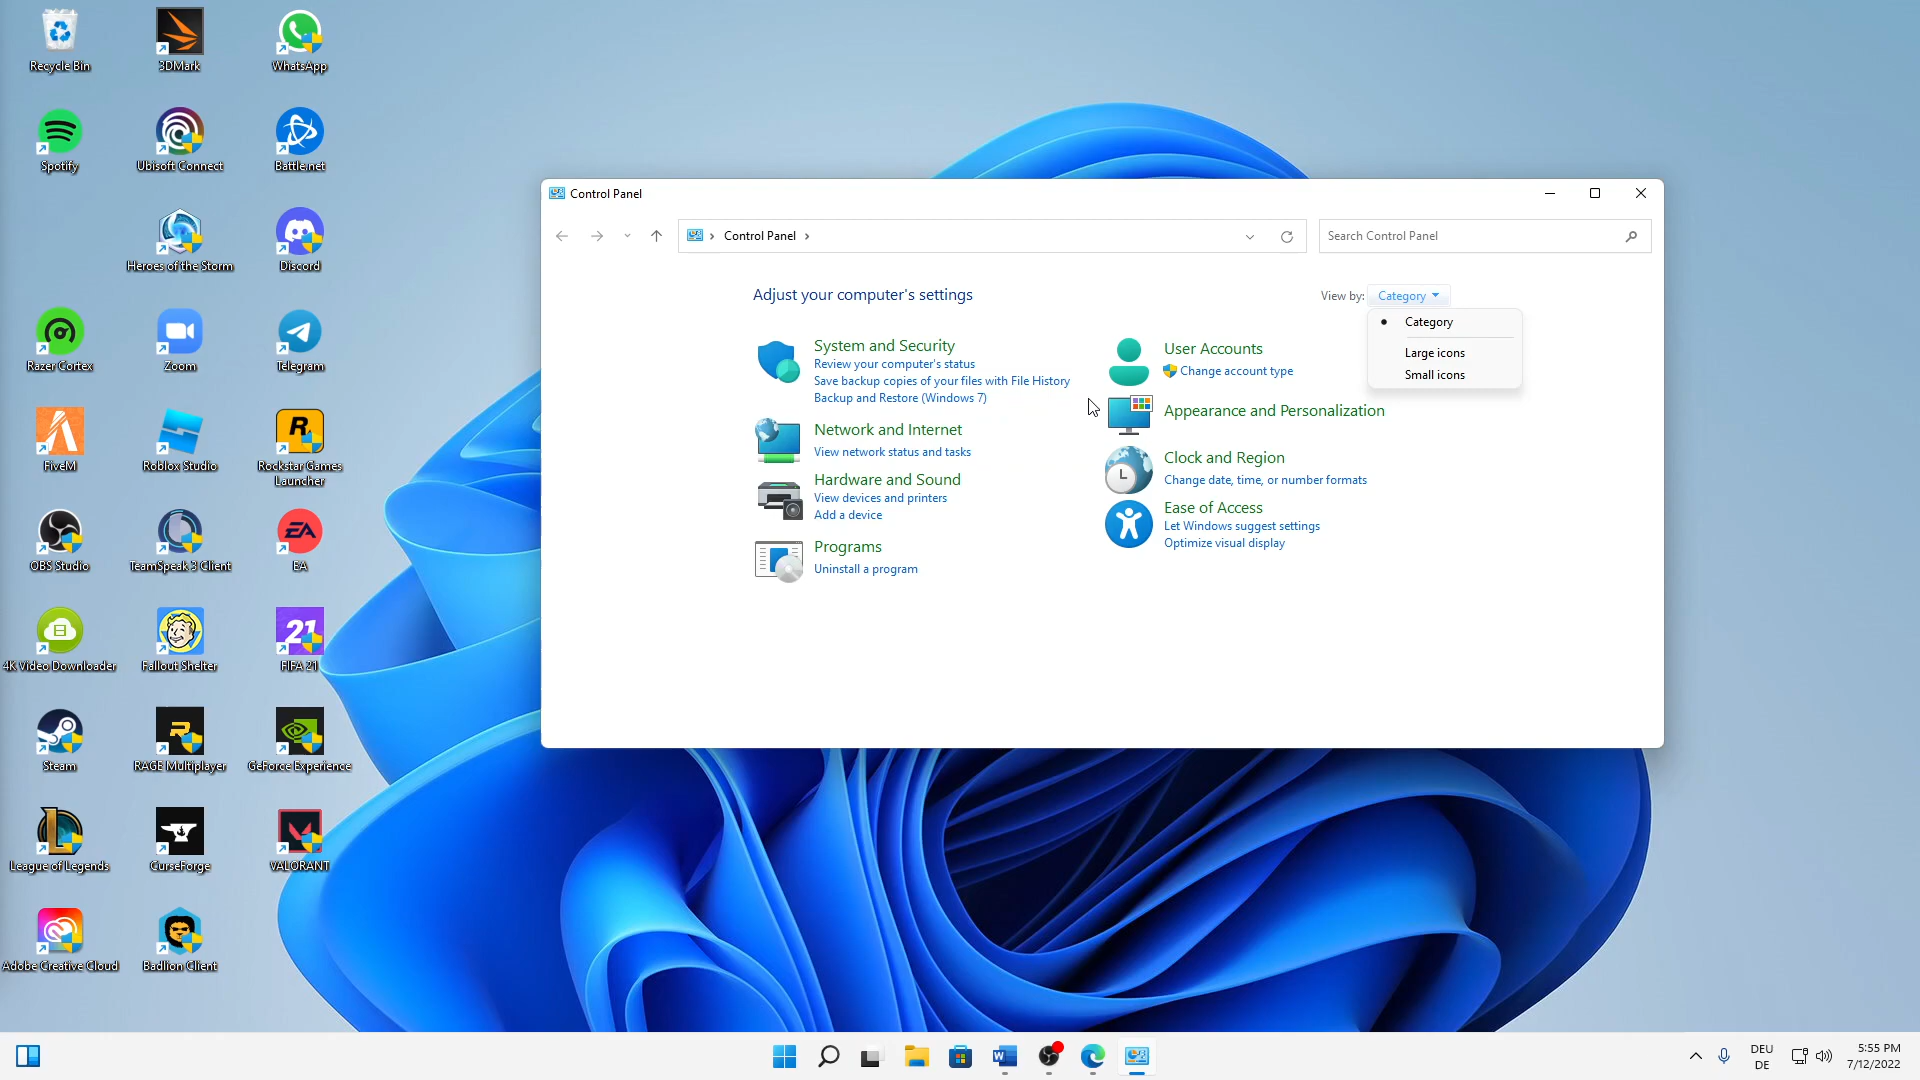 Recycle Bin
3DMark
WhatsApp
Spotify
Ubisoft Connect
Battle.net
Heroes of the Storm
Discord
Razer Cortex
Zoom
Telegram
FiveM
Roblox Studio
R
Rockstar Games
Launcher
OBS Studio
TeamSpeak 3 Client
EA
EA
4K Video Downloader
Fallout Shelter
21
FIFA 21
Steam
RAGE Multiplayer
GeForce Experience
League of Legends
CurseForge
VALORANT
Adobe Creative Cloud
Badlion Client
Control Panel
Control Panel
Search Control Panel
Adjust your computer's settings
View by: Category
Category
Large icons
Small icons
System and Security
Review your computer's status
Save backup copies of your files with File History
Backup and Restore (Windows 7)
Network and Internet
View network status and tasks
Hardware and Sound
View devices and printers
Add a device
Programs
Uninstall a program
User Accounts
Change account type
Appearance and Personalization
Clock and Region
Change date, time, or number formats
Ease of Access
Let Windows suggest settings
Optimize visual display
W
DEU
DE
5:55 PM
7/12/2022